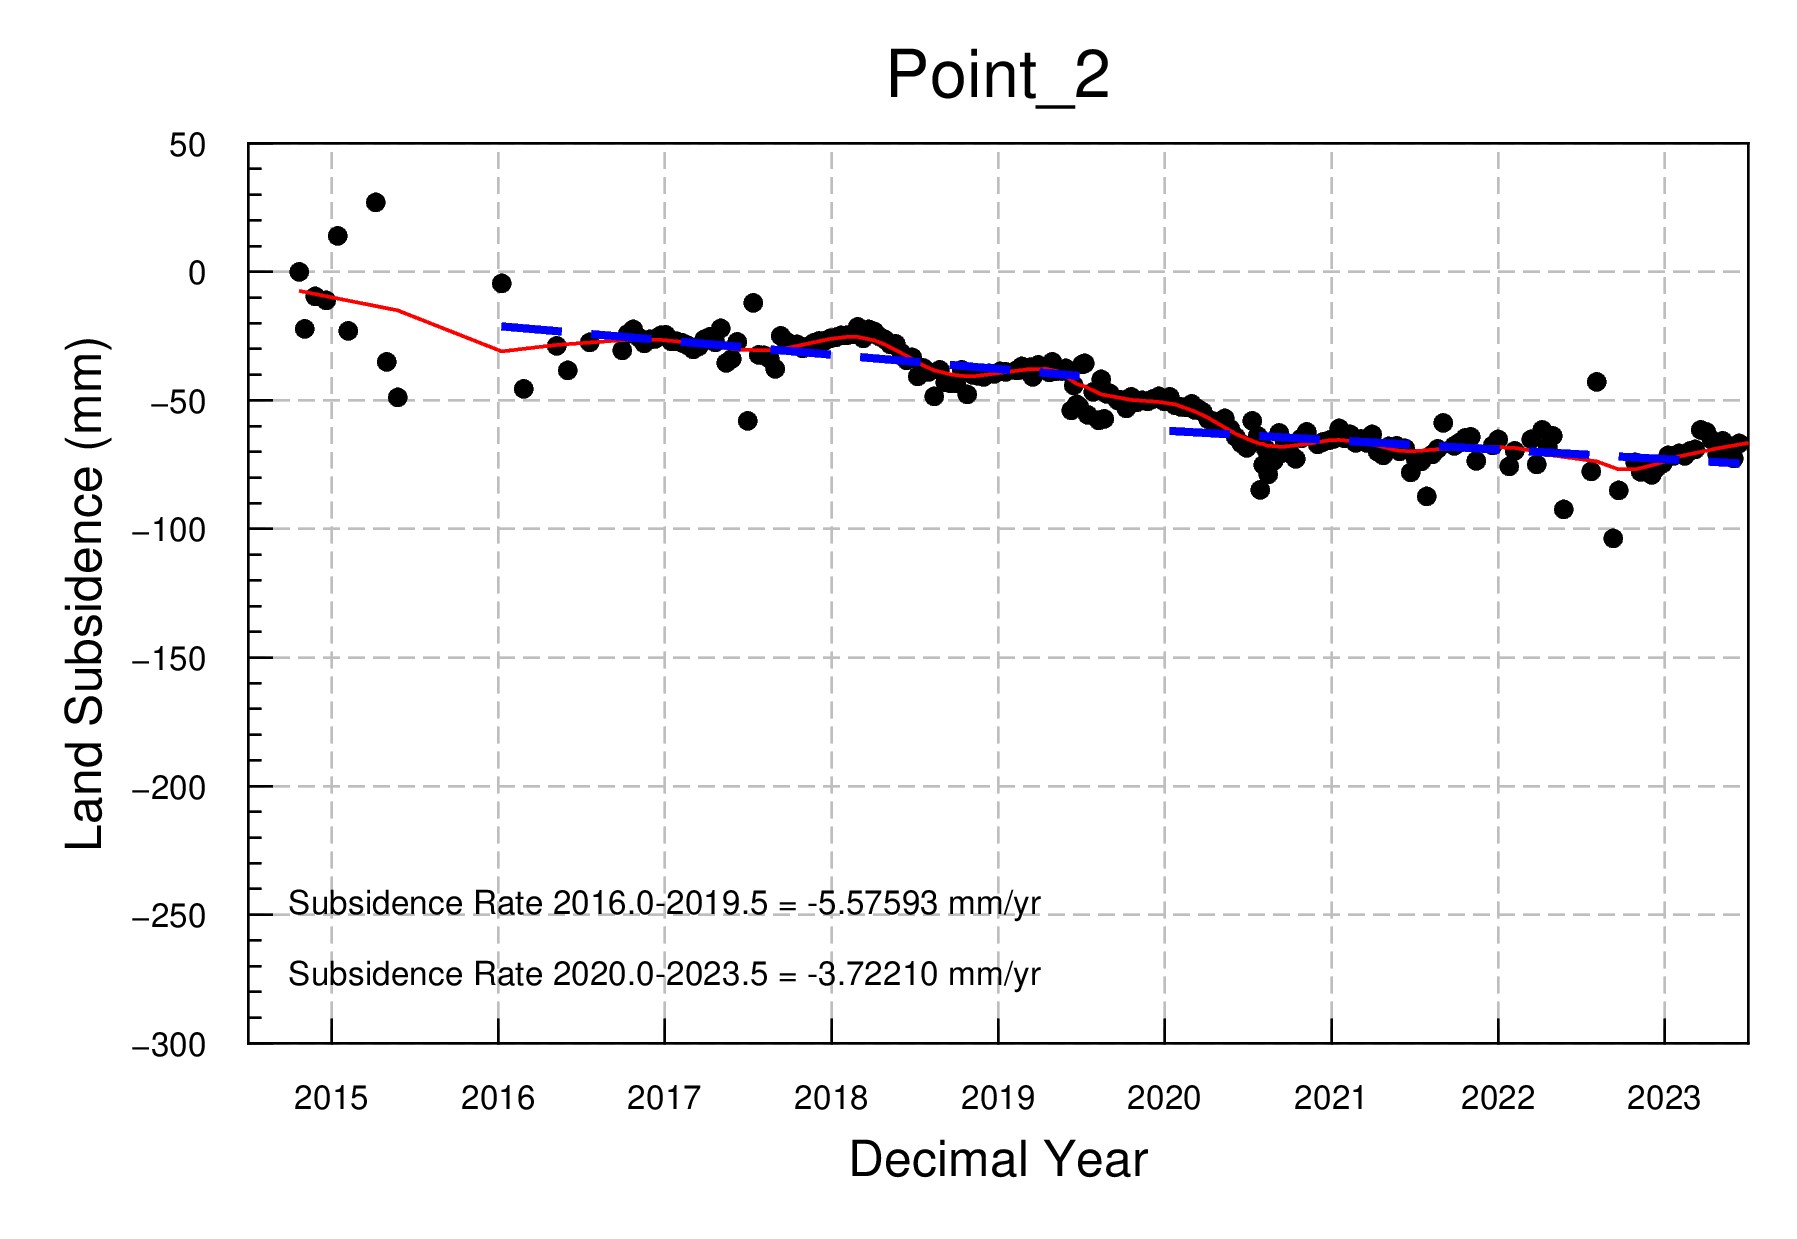 Point_2
50
0
−50
−100
−150
−200
−250
−300
Land Subsidence (mm)
Subsidence Rate 2016.0-2019.5 = -5.57593 mm/yr
Subsidence Rate 2020.0-2023.5 = -3.72210 mm/yr
2015 2016 2017 2018 2019 2020 2021 2022 2023
Decimal Year